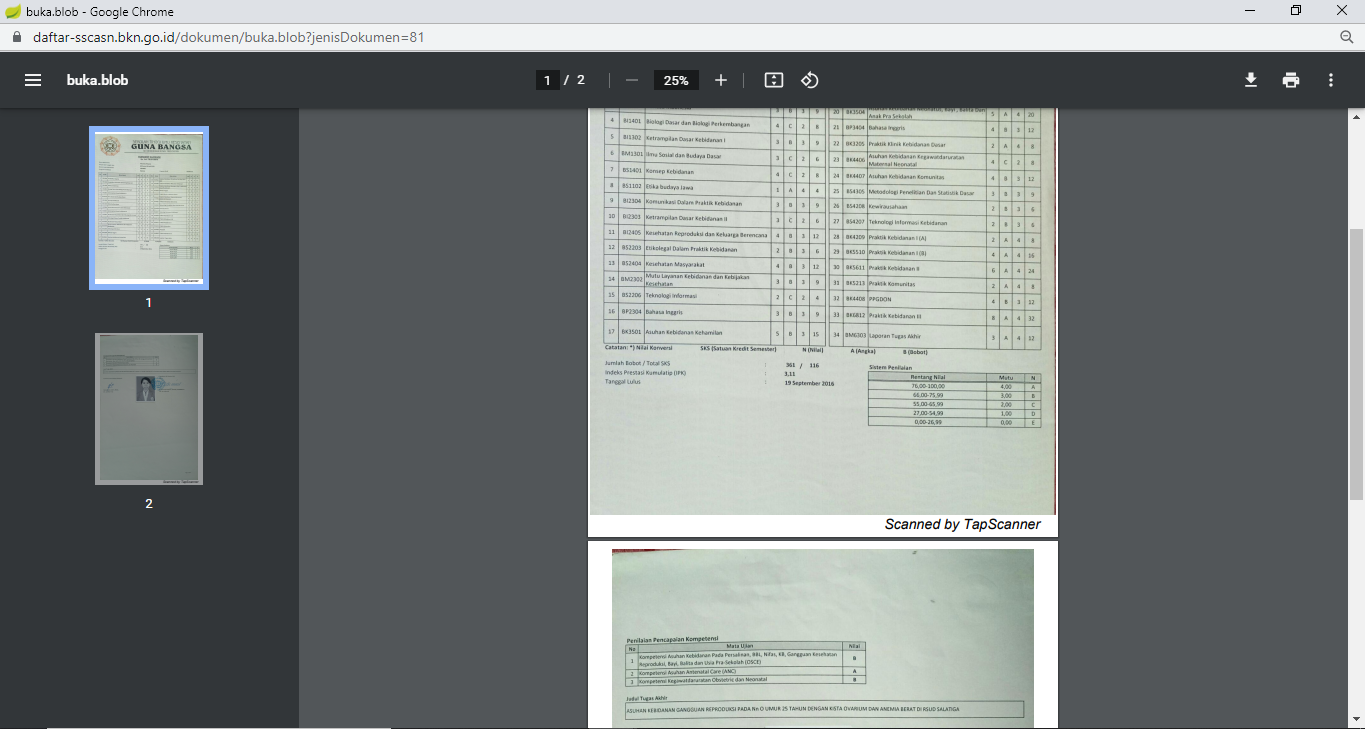 buka.blob - Google Chrome
daftar-sscasn.bkn.go.id/dokumen/buka.blob?jenisDokumen=81
buka.blob
1 / 2
25%
GUNA BANGSA
1
2
3 B 3 9
20 BK3504 Asuhan Kebidanan Neonatus, Bayi, Balita Dan Anak Pra Sekolah 5 A 4 20
4 BI1401 Biologi Dasar dan Biologi Perkembangan 4 C 2 8
21 BP3404 Bahasa Inggris 4 B 3 12
5 BI1302 Ketrampilan Dasar Kebidanan I 3 B 3 9
22 BK3205 Praktik Klinik Kebidanan Dasar 2 A 4 8
6 BM1301 Ilmu Sosial dan Budaya Dasar 3 C 2 6
23 BK4406 Asuhan Kebidanan Kegawatdaruratan Maternal Neonatal 4 C 2 8
7 BS1401 Konsep Kebidanan 4 C 2 8
24 BK4407 Asuhan Kebidanan Komunitas 4 B 3 12
8 BS1102 Etika budaya Jawa 1 A 4 4
25 BS4305 Metodologi Penelitian Dan Statistik Dasar 3 B 3 9
9 BI2304 Komunikasi Dalam Praktik Kebidanan 3 B 3 9
26 BS4208 Kewirausahaan 2 B 3 6
10 BI2303 Ketrampilan Dasar Kebidanan II 3 C 2 6
27 BS4207 Teknologi Informasi Kebidanan 2 B 3 6
11 BI2405 Kesehatan Reproduksi dan Keluarga Berencana 4 B 3 12
28 BK4209 Praktik Kebidanan I (A) 2 A 4 8
12 BS2203 Etikolegal Dalam Praktik Kebidanan 2 B 3 6
29 BK5510 Praktik Kebidanan I (B) 4 A 4 16
13 BS2404 Kesehatan Masyarakat 4 B 3 12
30 BK5611 Praktik Kebidanan II 6 A 4 24
14 BM2302 Mutu Layanan Kebidanan dan Kebijakan Kesehatan 3 B 3 9
31 BK5213 Praktik Komunitas 2 A 4 8
15 BS2206 Teknologi Informasi 2 C 2 4
32 BK4408 PPGDON 4 B 3 12
16 BP2304 Bahasa Inggris 3 B 3 9
33 BK6812 Praktik Kebidanan III 8 A 4 32
17 BK3501 Asuhan Kebidanan Kehamilan 5 B 3 15
34 BM6303 Laporan Tugas Akhir 3 A 4 12
Catatan: *) Nilai Konversi SKS (Satuan Kredit Semester) N (Nilai) A (Angka) B (Bobot)
Jumlah Bobot / Total SKS : 361 / 116
Indeks Prestasi Kumulatip (IPK) : 3,11
Tanggal Lulus : 19 September 2016
Sistem Penilaian
Rentang Nilai Mutu N
76,00-100,00 4,00 A
66,00-75,99 3,00 B
55,00-65,99 2,00 C
27,00-54,99 1,00 D
0,00-26,99 0,00 E
Scanned by TapScanner
Penilaian Pencapaian Kompetensi
No Mata Ujian Nilai
1 Kompetensi Asuhan Kebidanan Pada Persalinan, BBL, Nifas, KB, Gangguan Kesehatan Reproduksi, Bayi, Balita dan Usia Pra-Sekolah (OSCE) B
2 Kompetensi Asuhan Antenatal Care (ANC) A
3 Kompetensi Kegawatdaruratan Obstetric dan Neonatal B
Judul Tugas Akhir
ASUHAN KEBIDANAN GANGGUAN REPRODUKSI PADA Nn O UMUR 25 TAHUN DENGAN KISTA OVARIUM DAN ANEMIA BERAT DI RSUD SALATIGA